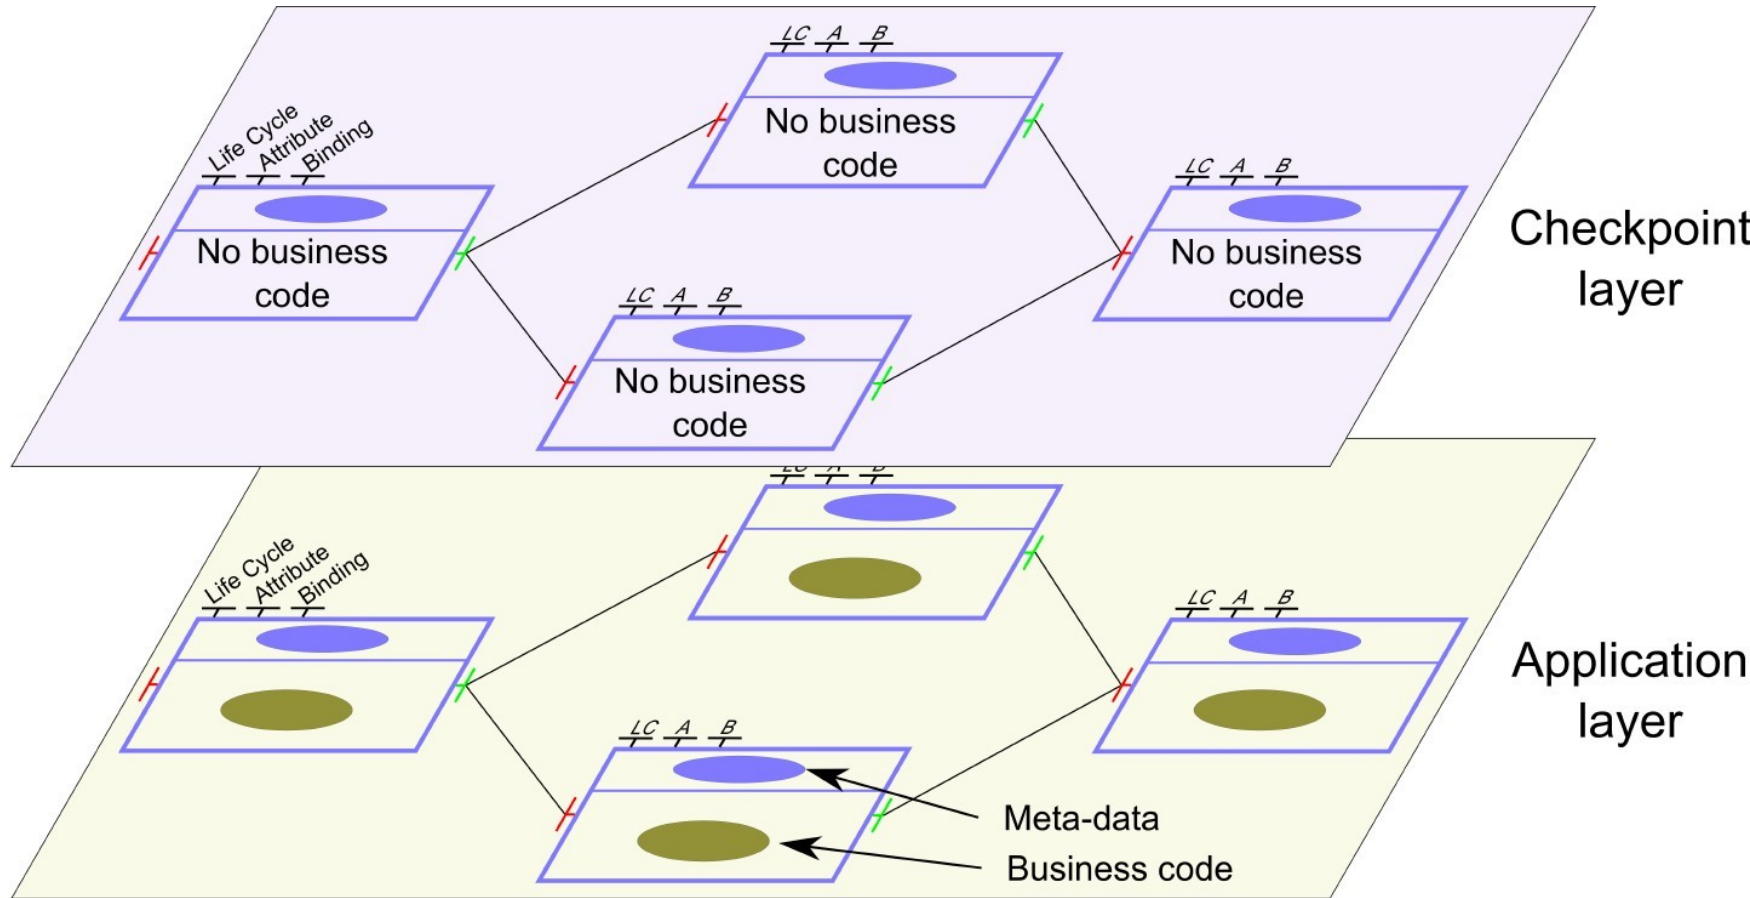 LC A B
No business
code
Life Cycle
Attribute
Binding
No business
code
LC A B
No business
code
Checkpoint
layer
LC A B
No business
code
LC A B
Life Cycle
Attribute
Binding
LC A B
Application
layer
LC A B
Meta-data
Business code